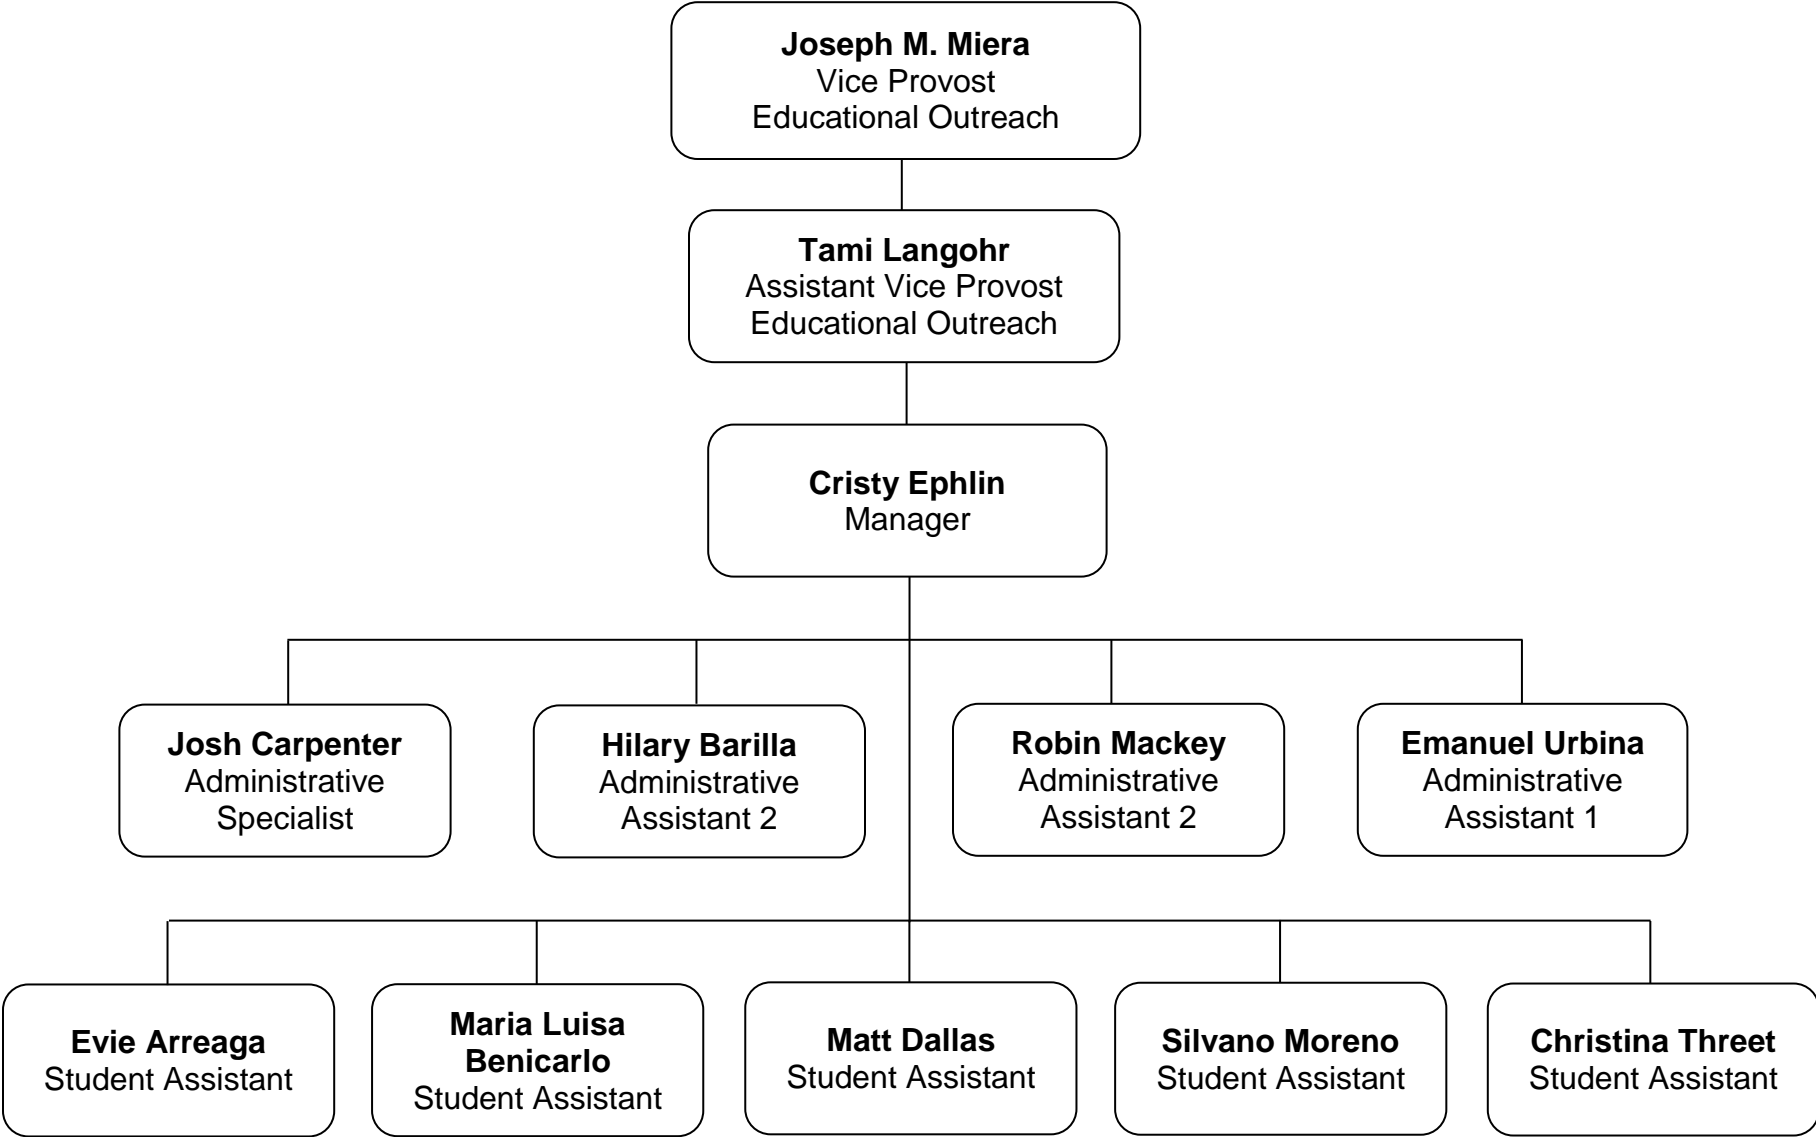 Joseph M. Miera
Vice Provost
Educational Outreach
Tami Langohr
Assistant Vice Provost
Educational Outreach
Cristy Ephlin
Manager
Josh Carpenter
Administrative
Specialist
Hilary Barilla
Administrative
Assistant 2
Robin Mackey
Administrative
Assistant 2
Emanuel Urbina
Administrative
Assistant 1
Evie Arreaga
Student Assistant
Maria Luisa
Benicarlo
Student Assistant
Matt Dallas
Student Assistant
Silvano Moreno
Student Assistant
Christina Threet
Student Assistant